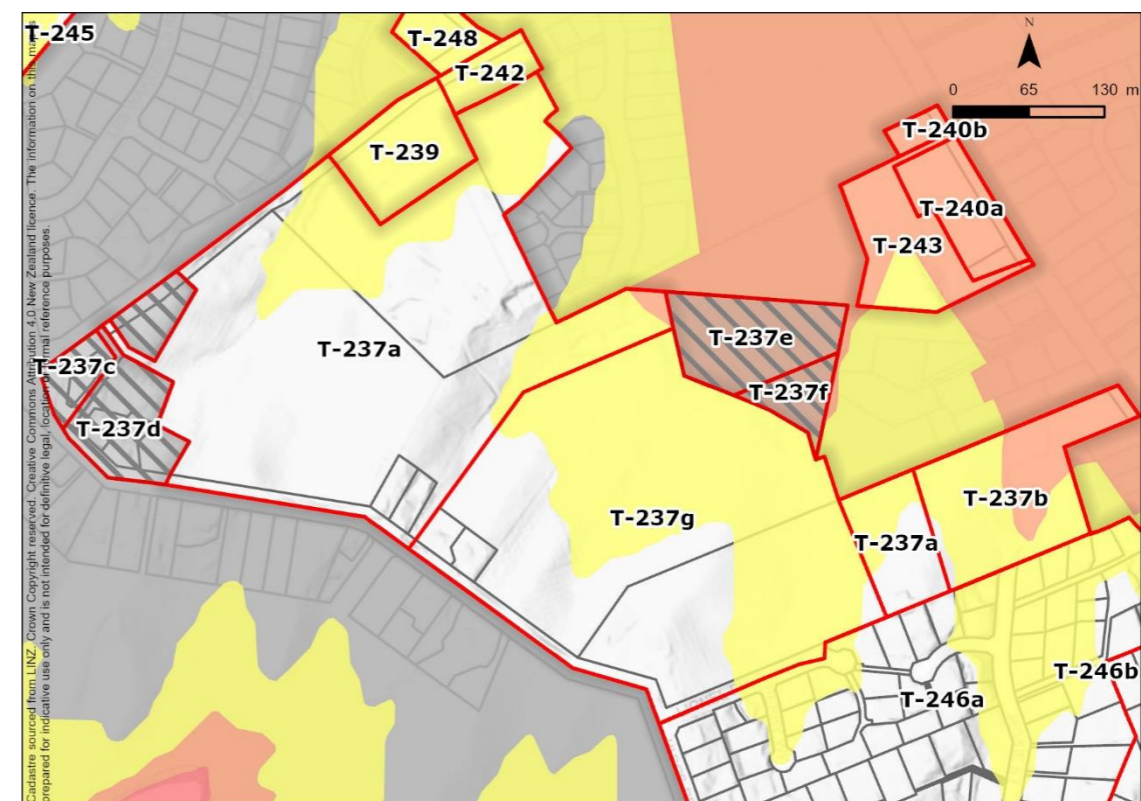 T-245
T-248
N
T-242
0 65 130 m
T-240b
T-239
T-240a
T-243
T-237e
T-237a
T-237c
T-237f
T-237d
T-237b
T-237g
T-237a
T-246b
T-246a
Cadastre sourced from LINZ. Crown Copyright reserved. Creative Commons Attribution 4.0 New Zealand licence. The information on this map is
prepared for indicative use only and is not intended for definitive legal, location or formal reference purposes.